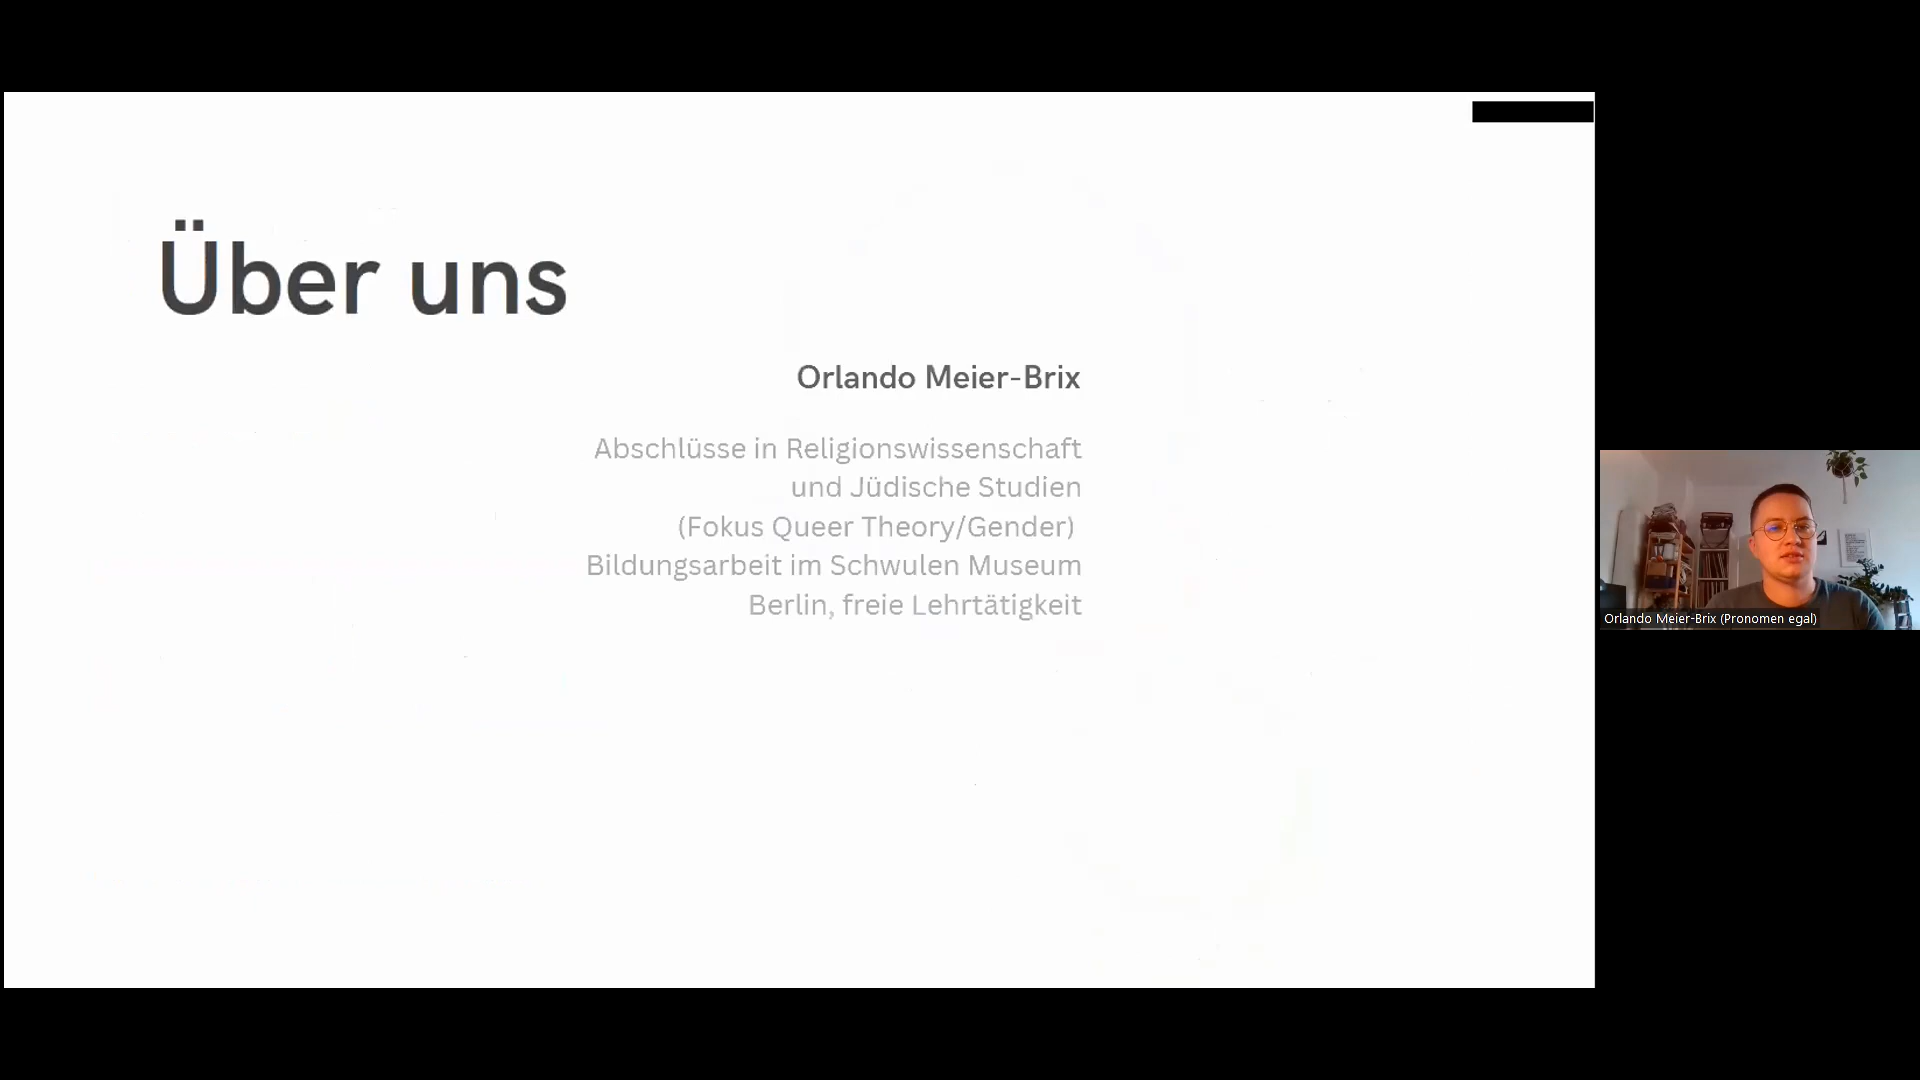 Über uns
Orlando Meier-Brix
Abschlüsse in Religionswissenschaft
und Jüdische Studien
(Fokus Queer Theory/Gender)
Bildungsarbeit im Schwulen Museum
Berlin, freie Lehrtätigkeit
Orlando Meier-Brix (Pronomen egal)